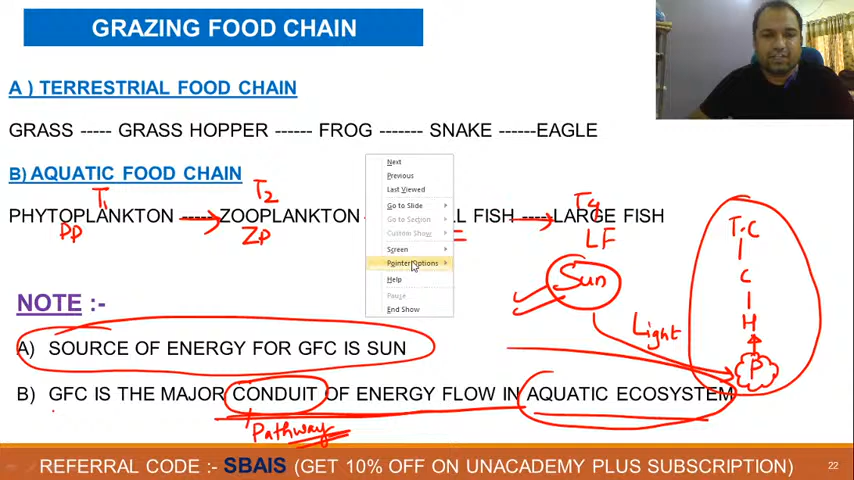 GRAZING FOOD CHAIN
A ) TERRESTRIAL FOOD CHAIN
GRASS ----- GRASS HOPPER ------ FROG ------- SNAKE ------EAGLE
B) AQUATIC FOOD CHAIN
T1 T2 T4
PHYTOPLANKTON ----- ZOOPLANKTON LL FISH ---- LARGE FISH
PP ZP LF
Next
Previous
Last Viewed
Go to Slide
Go to Section
Custom Show
Screen
Pointer Options
Help
Pause
End Show
T.C
C
H
P
Sun
Light
NOTE :-
A) SOURCE OF ENERGY FOR GFC IS SUN
B) GFC IS THE MAJOR CONDUIT OF ENERGY FLOW IN AQUATIC ECOSYSTEM
Pathway
REFERRAL CODE :- SBAIS (GET 10% OFF ON UNACADEMY PLUS SUBSCRIPTION)
22